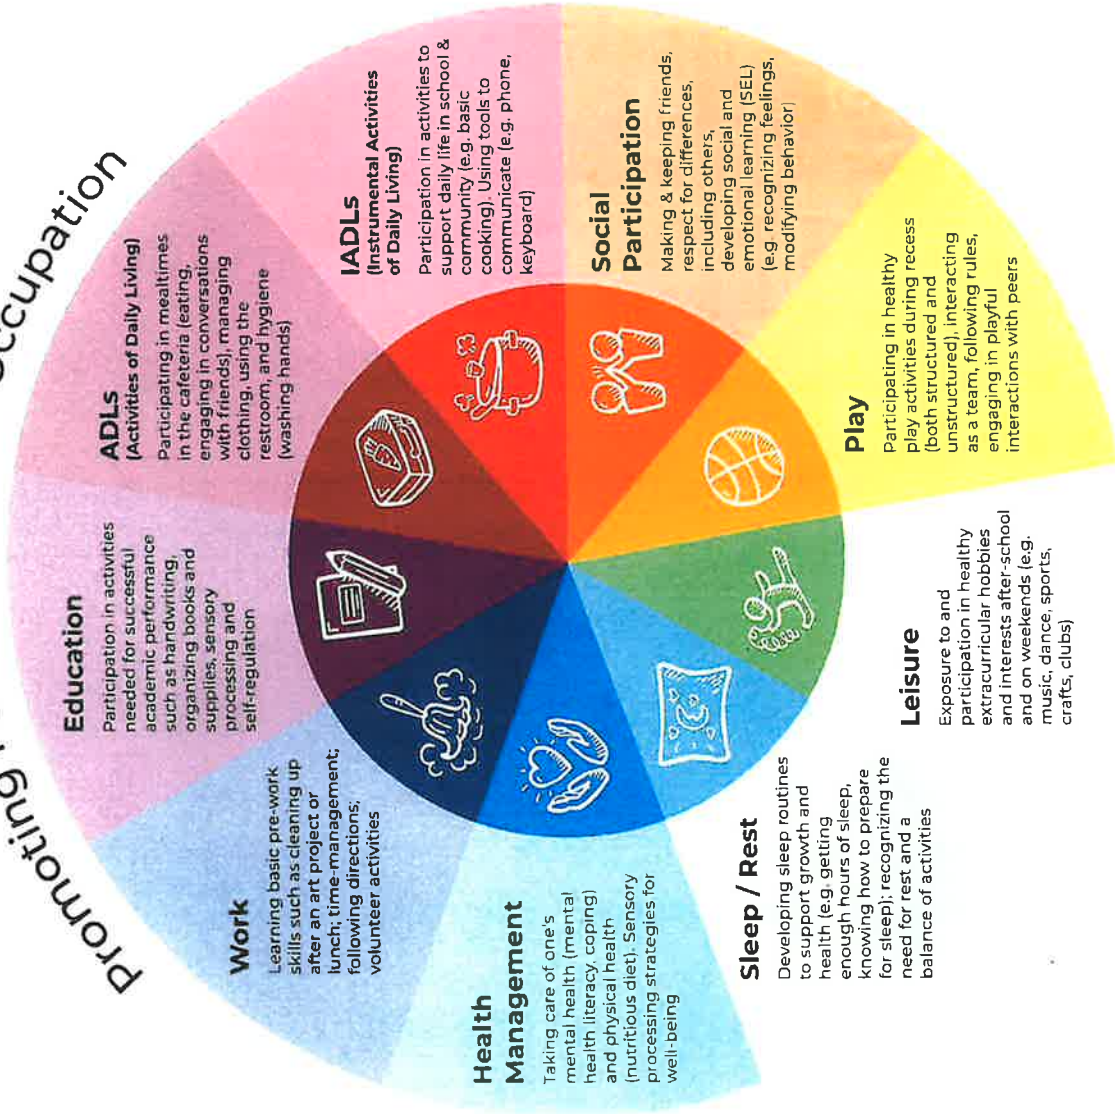 Promoting
Occupation
Education
Participation in activities
needed for successful
academic performance
such as handwriting,
organizing books and
supplies, sensory
processing and
self-regulation
ADLs
(Activities of Daily Living)
Participating in mealtimes
in the cafeteria (eating,
engaging in conversations
with friends), managing
clothing, using the
restroom, and hygiene
(washing hands)
Work
Learning basic pre-work
skills such as cleaning up
after an art project or
lunch; time-management;
following directions;
volunteer activities
IADLs
(Instrumental Activities
of Daily Living)
Participation in activities to
support daily life in school &
community (e.g. basic
cooking). Using tools to
communicate (e.g. phone,
keyboard)
Health
Management
Taking care of one's
mental health (mental
health literacy, coping)
and physical health
(nutritious diet). Sensory
processing strategies for
well-being
Social
Participation
Making & keeping friends,
respect for differences,
including others,
developing social and
emotional learning (SEL)
(e.g. recognizing feelings,
modifying behavior)
Sleep / Rest
Developing sleep routines
to support growth and
health (e.g. getting
enough hours of sleep,
knowing how to prepare
for sleep); recognizing the
need for rest and a
balance of activities
Play
Participating in healthy
play activities during recess
(both structured and
unstructured), interacting
as a team, following rules,
engaging in playful
interactions with peers
Leisure
Exposure to and
participation in healthy
extracurricular hobbies
and interests after-school
and on weekends (e.g.
music, dance, sports,
crafts, clubs)